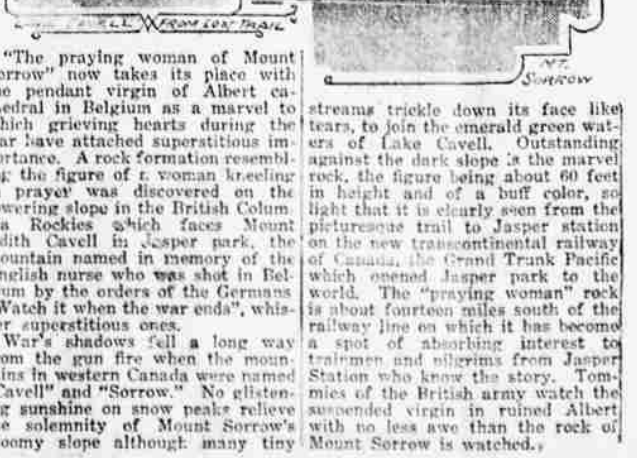 FROM LOST TRAIL
MT.
SORROW
"The praying woman of Mount
orrow" now takes its place with
e pendant virgin of Albert ca-
edral in Belgium as a marvel to
hich grieving hearts during the
ar have attached superstitious im-
ortance. A rock formation resembl-
g the figure of a woman kneeling
prayer was discovered on the
wering slope in the British Colum-
a Rockies which faces Mount
dith Cavell in Jasper park, the
ountain named in memory of the
nglish nurse who was shot in Bel-
um by the orders of the Germans
Watch it when the war ends", whis-
er superstitious ones.
War's shadows fell a long way
om the gun fire when the moun-
ins in western Canada were named
Cavell" and "Sorrow." No glisten-
g sunshine on snow peaks relieve
e solemnity of Mount Sorrow's
oomy slope although many tiny
streams trickle down its face like
tears, to join the emerald green wat-
ers of Lake Cavell. Outstanding
against the dark slope is the marvel
rock, the figure being about 60 feet
in height and of a buff color, so
light that it is clearly seen from the
picturesque trail to Jasper station
on the new transcontinental railway
of Canada, the Grand Trunk Pacific
which opened Jasper park to the
world. The "praying woman" rock
is about fourteen miles south of the
railway line on which it has become
a spot of absorbing interest to
trainmen and pilgrims from Jasper
Station who know the story. Tom-
mies of the British army watch the
suspended virgin in ruined Albert
with no less awe than the rock of
Mount Sorrow is watched.